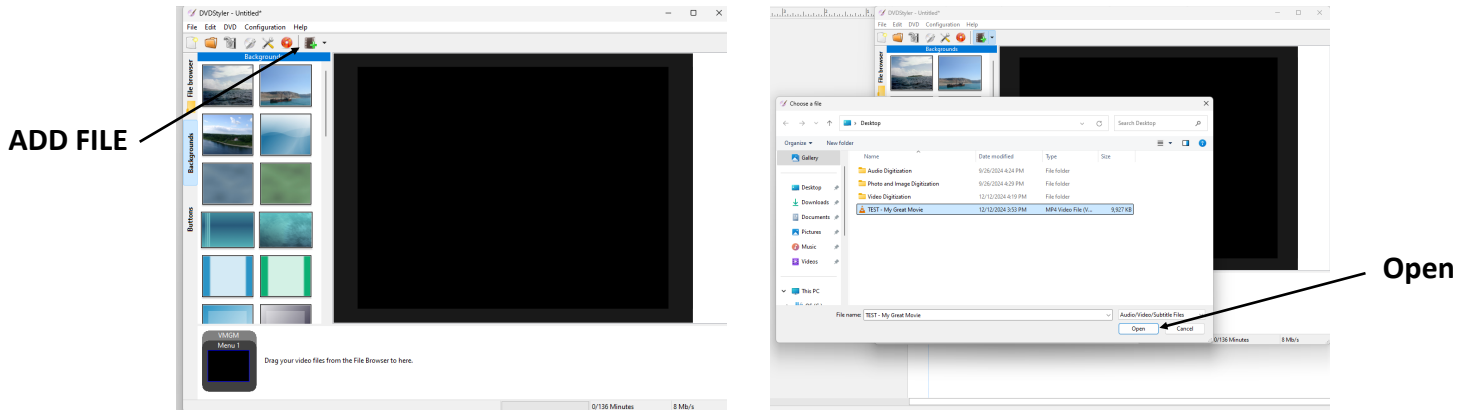 DVDStyler - Untitled*
File Edit DVD Configuration Help
Backgrounds
File browser
Backgrounds
Buttons
ADD FILE
VMGM
Menu 1
Drag your video files from the File Browser to here.
0/136 Minutes 8 Mb/s
DVDStyler - Untitled*
File Edit DVD Configuration Help
Backgrounds
File browser
Choose a file
Desktop
Search Desktop
Organize New folder
Gallery
Desktop
Downloads
Documents
Pictures
Music
Videos
This PC
Name Date modified Type Size
Audio Digitization 9/26/2024 4:24 PM File folder
Photo and Image Digitization 9/26/2024 4:29 PM File folder
Video Digitization 12/12/2024 4:19 PM File folder
TEST - My Great Movie 12/12/2024 3:53 PM MP4 Video File (V... 9,927 KB
File name: TEST - My Great Movie Audio/Video/Subtitle Files
Open Cancel
0/136 Minutes 8 Mb/s
Open